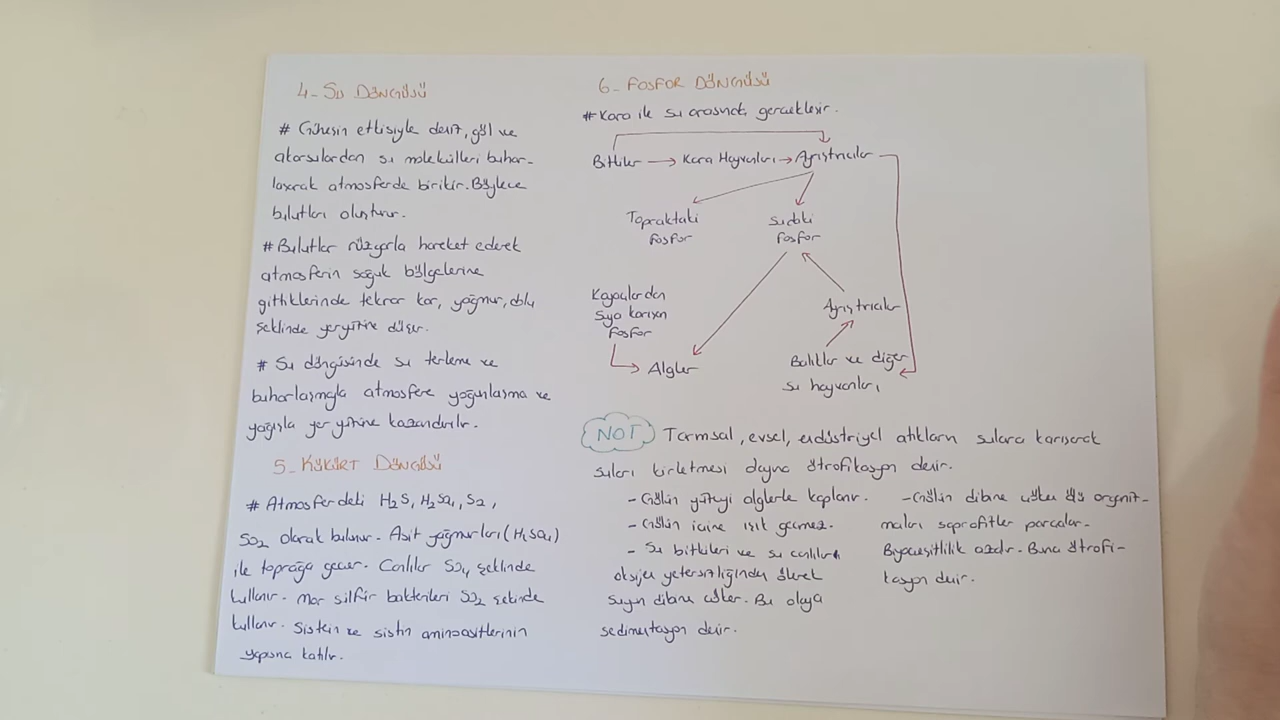 4- SU DÖNGÜSÜ
# Güneşin etkisiyle deniz, göl ve
akarsulardan su molekülleri buhar-
laşarak atmosferde birikir. Böylece
bulutları oluşturur.
# Bulutlar rüzgarla hareket ederek
atmosferin soğuk bölgelerine
gittiklerinde tekrar kar, yağmur, dolu
şeklinde yeryüzüne düşer.
# Su döngüsünde su terleme ve
buharlaşmayla atmosfere yoğunlaşma ve
yağışla yer yüzüne kazandırılır.
5- KÜKÜRT DÖNGÜSÜ
# Atmosferdeki H2S, H2SO4, S2,
SO2 olarak bulunur. Asit yağmurları (H2SO4)
ile toprağa geçer. Canlılar SO4 şeklinde
kullanır. Mor sülfür bakterileri SO2 şeklinde
kullanır. Sistein ve sistin aminoasitlerinin
yapısına katılır.
6- FOSFOR DÖNGÜSÜ
# Kara ile su arasında gerçekleşir.
Bitkiler → Kara Hayvanları → Ayrıştırıcılar
Topraktaki
fosfor
Sudaki
fosfor
Kayaçlardan
Suya karışan
fosfor
Ayrıştırıcılar
Algler
Balıklar ve diğer
su hayvanları
NOT) Tarımsal, evsel, endüstriyel atıkların sulara karışarak
suları kirletmesi olayına ötrofikasyon denir.
- Gölün yüzeyi alglerle kaplanır.
- Gölün içine ışık geçmez.
- Su bitkileri ve su canlıları
oksijen yetersizliğinden ölerek
suyun dibine çöker. Bu olaya
sedimentasyon denir.
- Gölün dibine çöken ölü organiz-
maları saprofitler parçalar.
Biyoçeşitlilik azalır. Buna ötrofi-
kasyon denir.